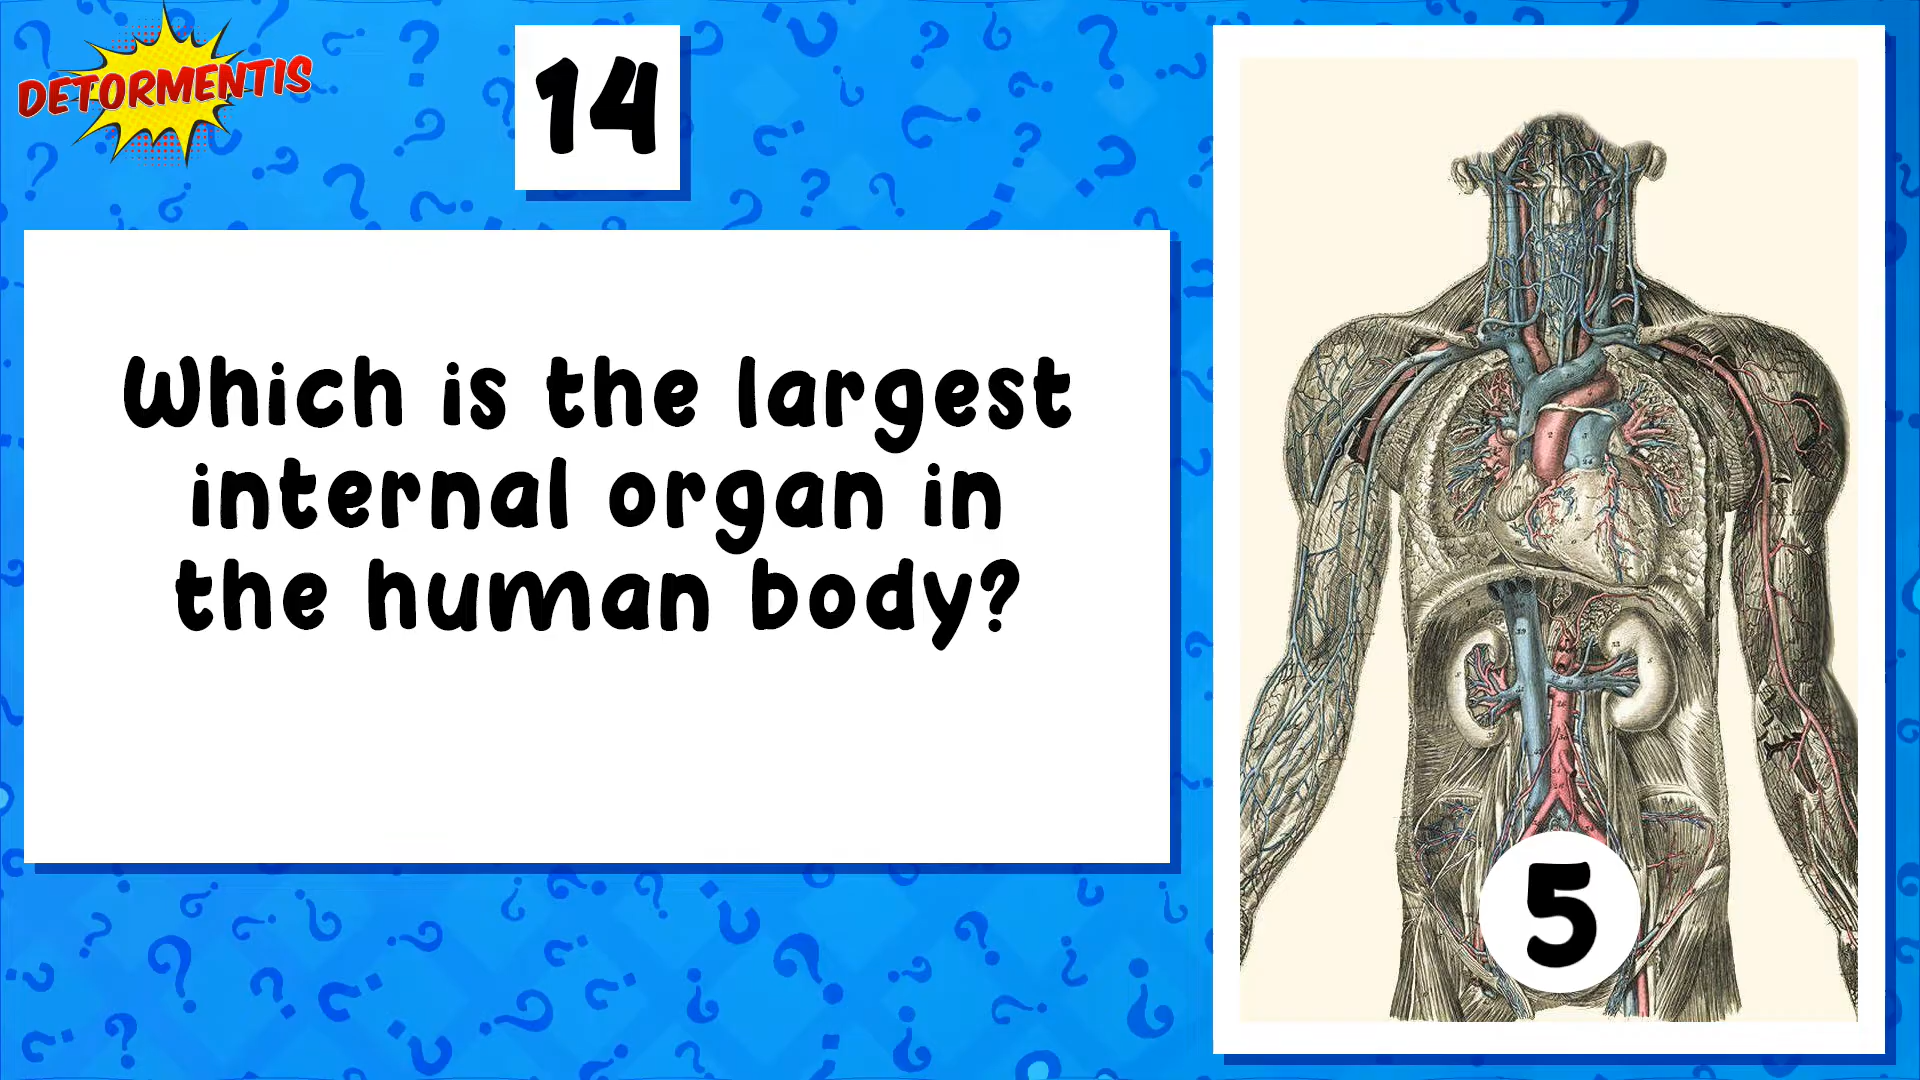 DETORMENTIS
14
Which is the largest
internal organ in
the human body?
5